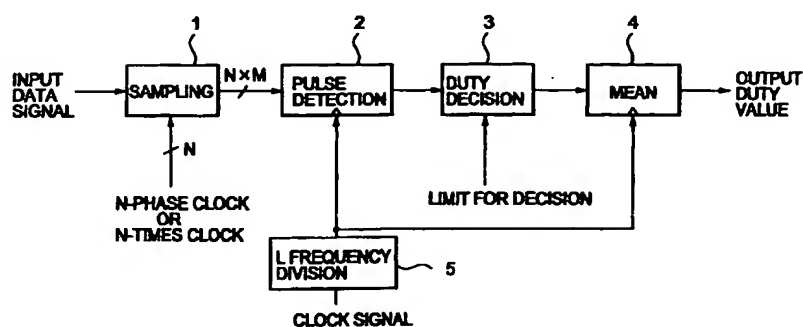 1
2
3
4
INPUT
DATA
SIGNAL
SAMPLING
N×M
PULSE
DETECTION
DUTY
DECISION
MEAN
OUTPUT
DUTY
VALUE
N
N-PHASE CLOCK
OR
N-TIMES CLOCK
LIMIT FOR DECISION
L FREQUENCY
DIVISION
5
CLOCK SIGNAL